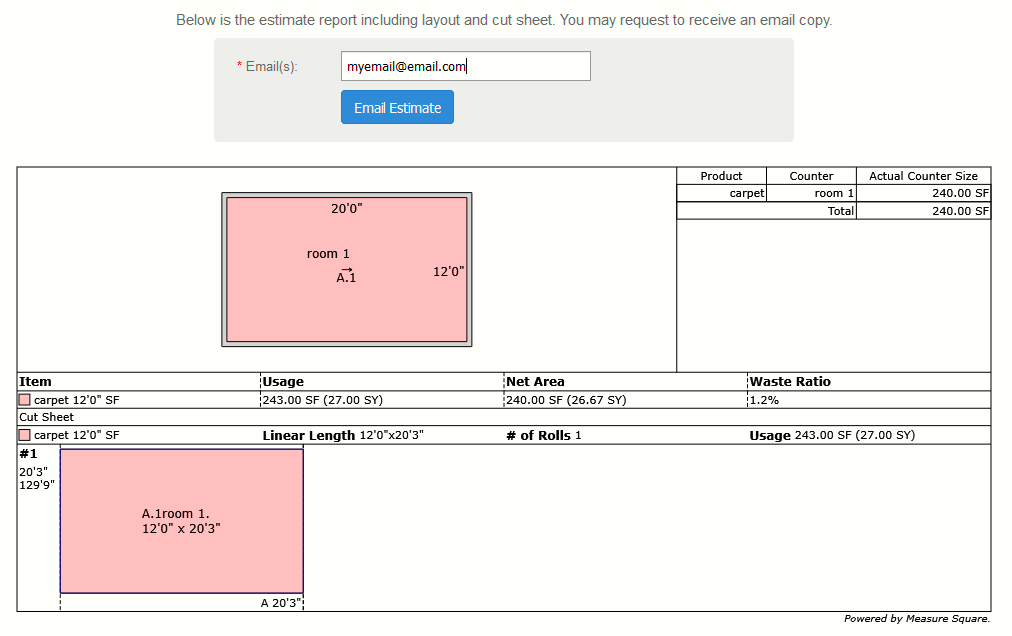 Below is the estimate report including layout and cut sheet. You may request to receive an email copy.
* Email(s): myemail@email.com
Email Estimate
Product Counter Actual Counter Size
carpet room 1 240.00 SF
Total 240.00 SF
20'0"
room 1
→
A.1
12'0"
Item Usage Net Area Waste Ratio
carpet 12'0" SF 243.00 SF (27.00 SY) 240.00 SF (26.67 SY) 1.2%
Cut Sheet
carpet 12'0" SF Linear Length 12'0"x20'3" # of Rolls 1 Usage 243.00 SF (27.00 SY)
#1
20'3"
129'9"
A.1room 1.
12'0" x 20'3"
A 20'3"
Powered by Measure Square.